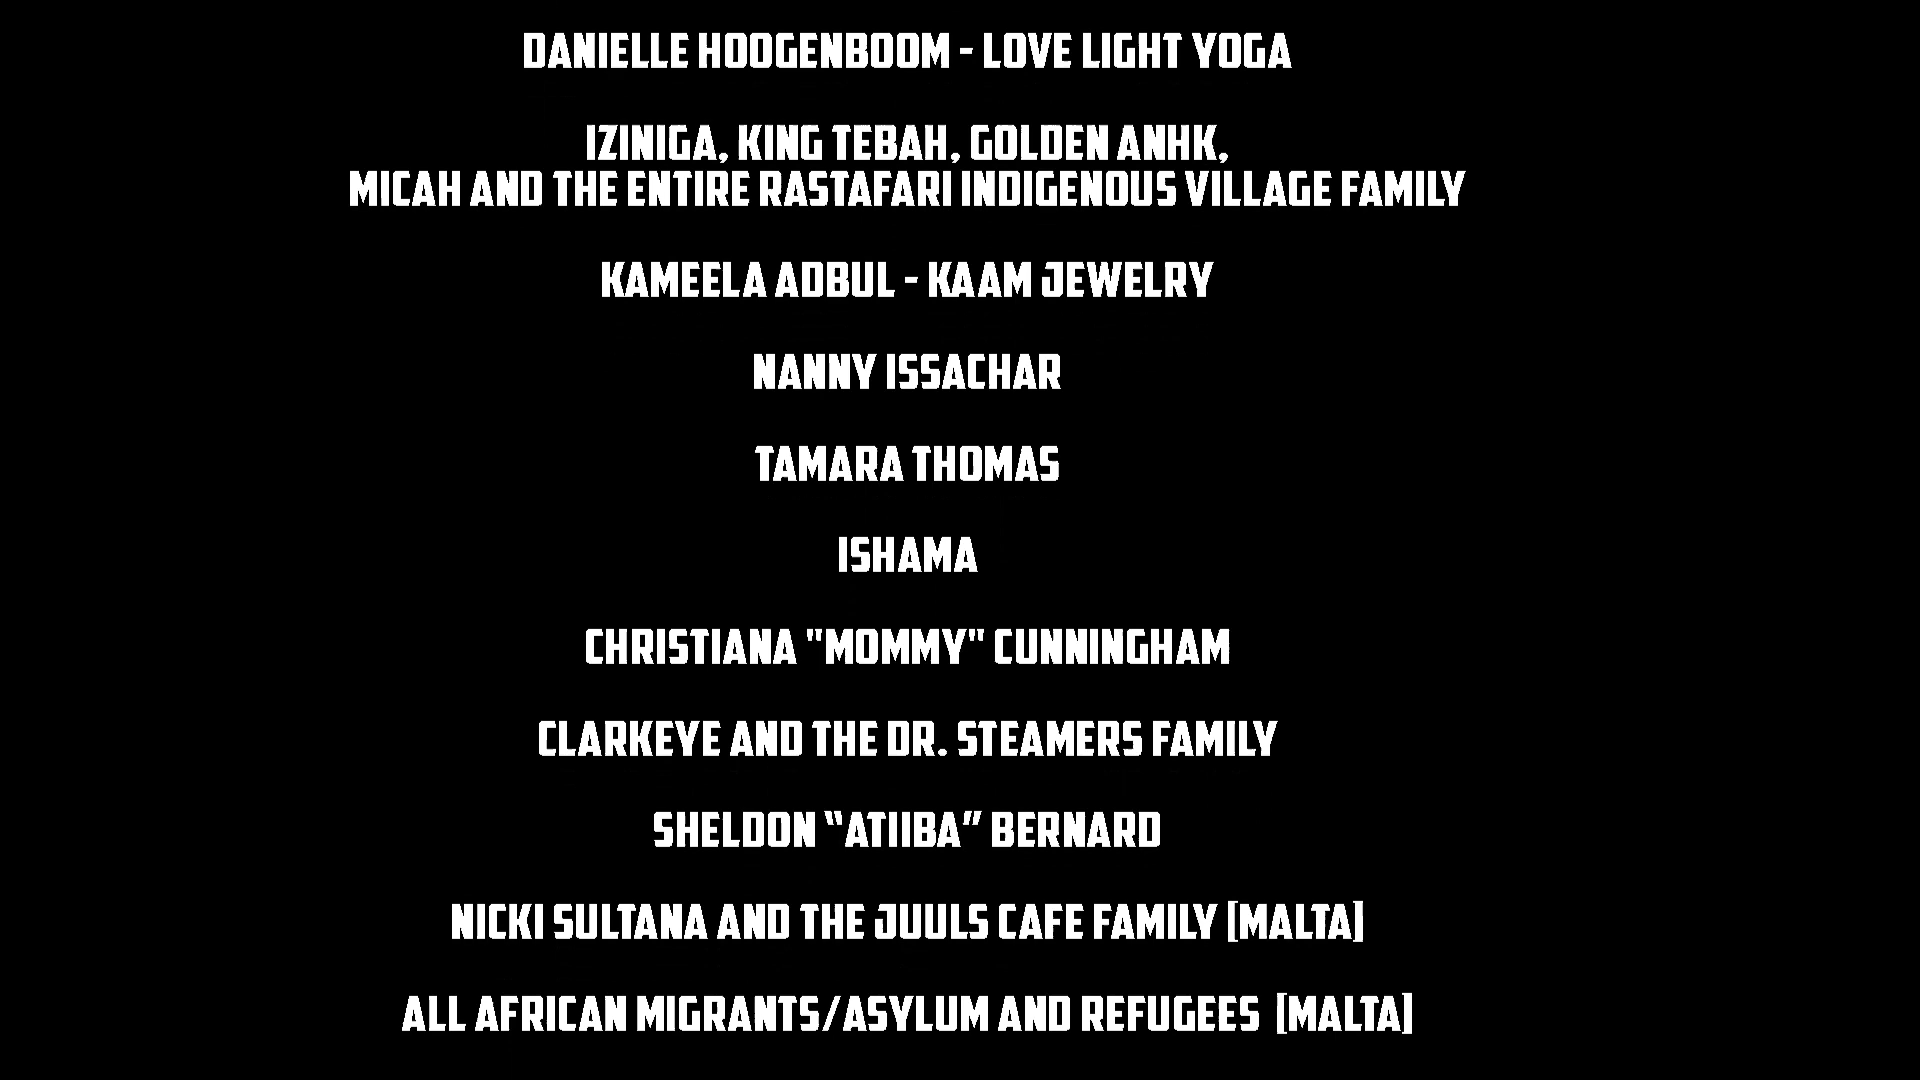 DANIELLE HOOGENBOOM - LOVE LIGHT YOGA
IZINIGA, KING TEBAH, GOLDEN ANHK,
MICAH AND THE ENTIRE RASTAFARI INDIGENOUS VILLAGE FAMILY
KAMEELA ADBUL - KAAM JEWELRY
NANNY ISSACHAR
TAMARA THOMAS
ISHAMA
CHRISTIANA "MOMMY" CUNNINGHAM
CLARKEYE AND THE DR. STEAMERS FAMILY
SHELDON “ATIIBA” BERNARD
NICKI SULTANA AND THE JUULS CAFE FAMILY [MALTA]
ALL AFRICAN MIGRANTS/ASYLUM AND REFUGEES [MALTA]